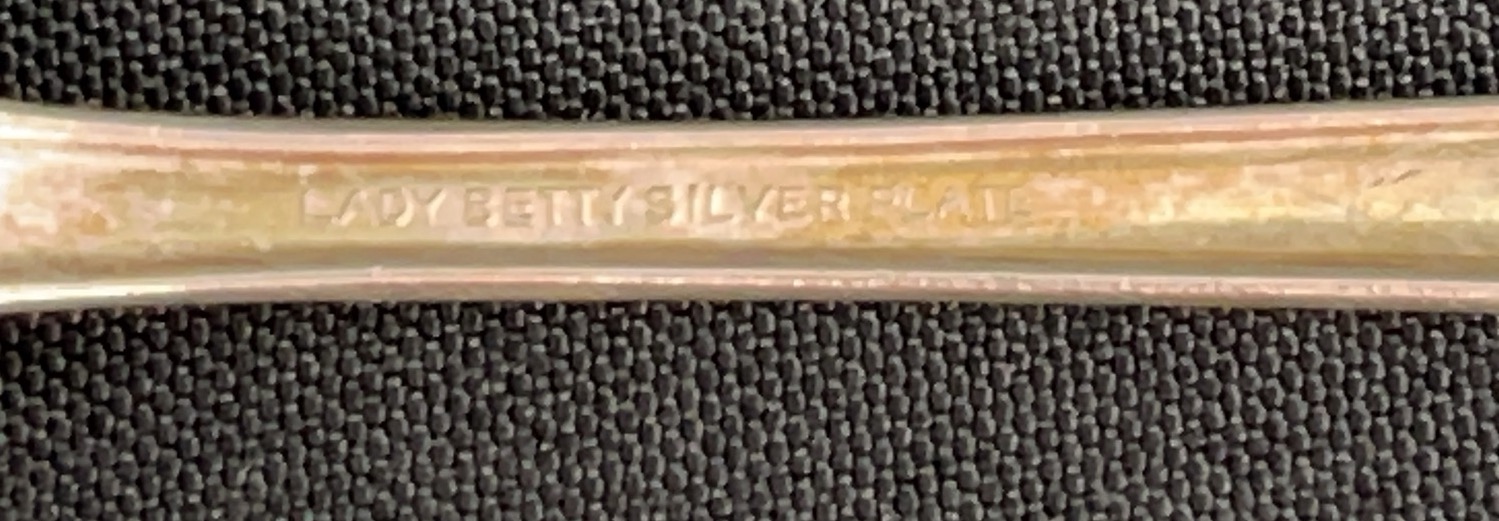 LADY BETTY SILVER PLATE